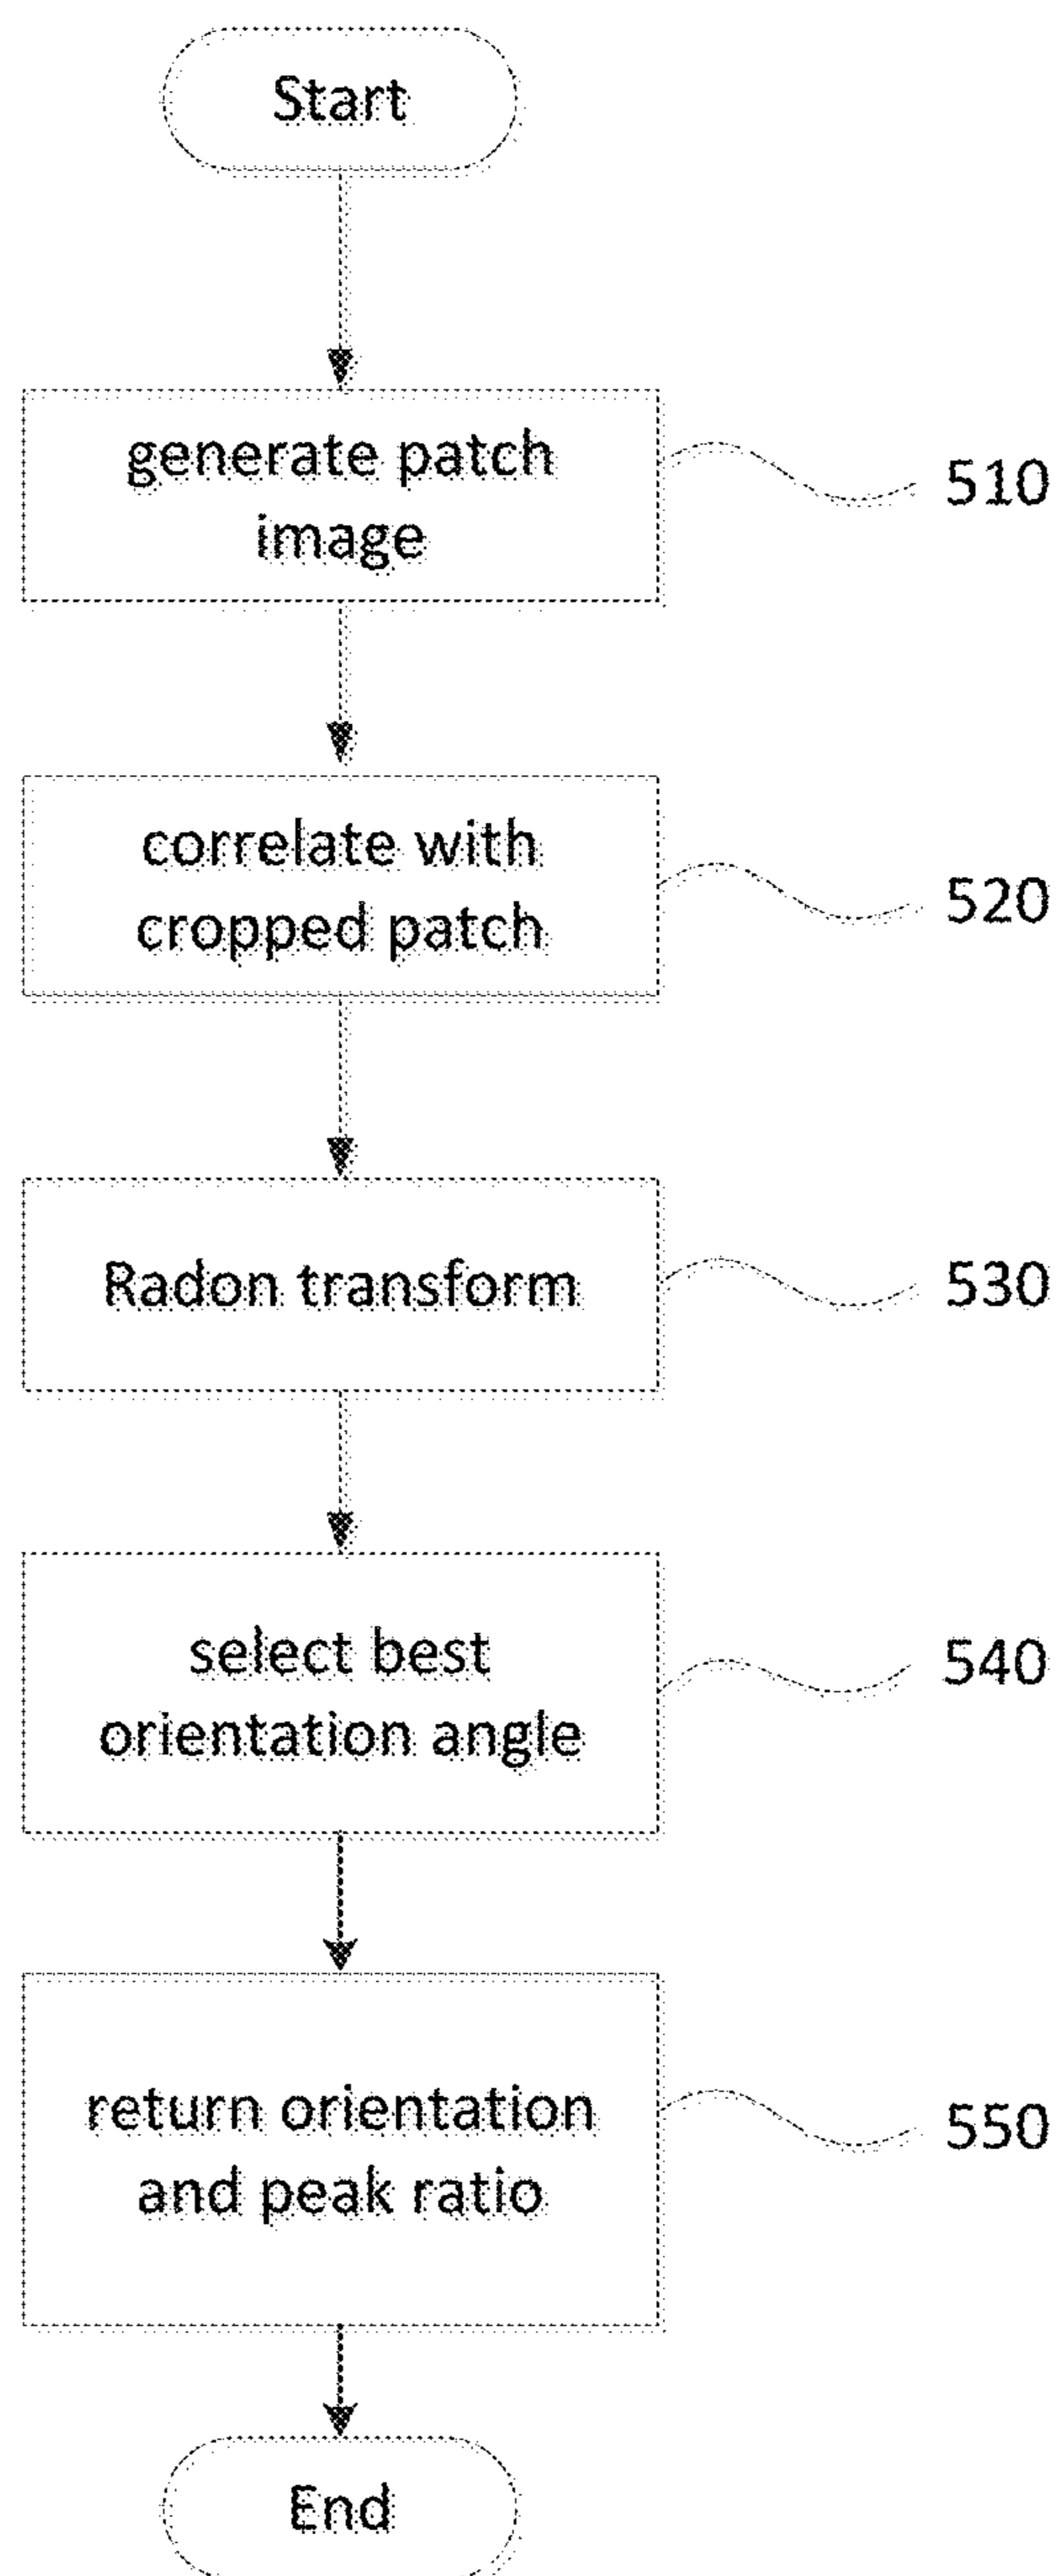 Start
generate patch
image
510
correlate with
cropped patch
520
Radon transform
530
select best
orientation angle
540
return orientation
and peak ratio
550
End